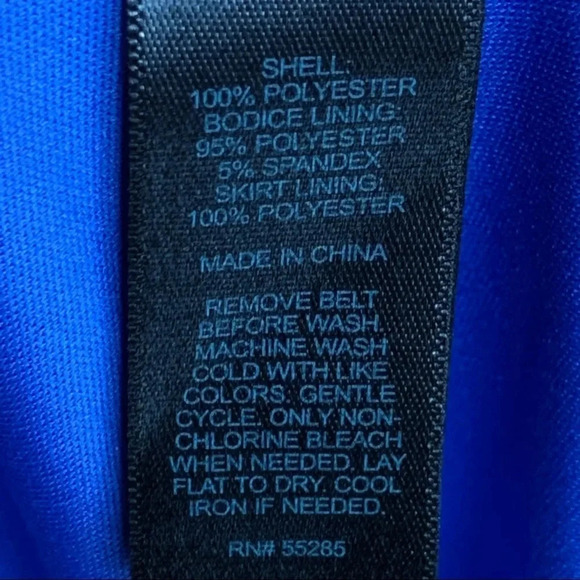 SHELL:
100% POLYESTER
BODICE LINING:
95% POLYESTER
5% SPANDEX
SKIRT LINING:
100% POLYESTER
MADE IN CHINA
REMOVE BELT
BEFORE WASH.
MACHINE WASH
COLD WITH LIKE
COLORS. GENTLE
CYCLE. ONLY NON-
CHLORINE BLEACH
WHEN NEEDED. LAY
FLAT TO DRY. COOL
IRON IF NEEDED.
RN# 55285